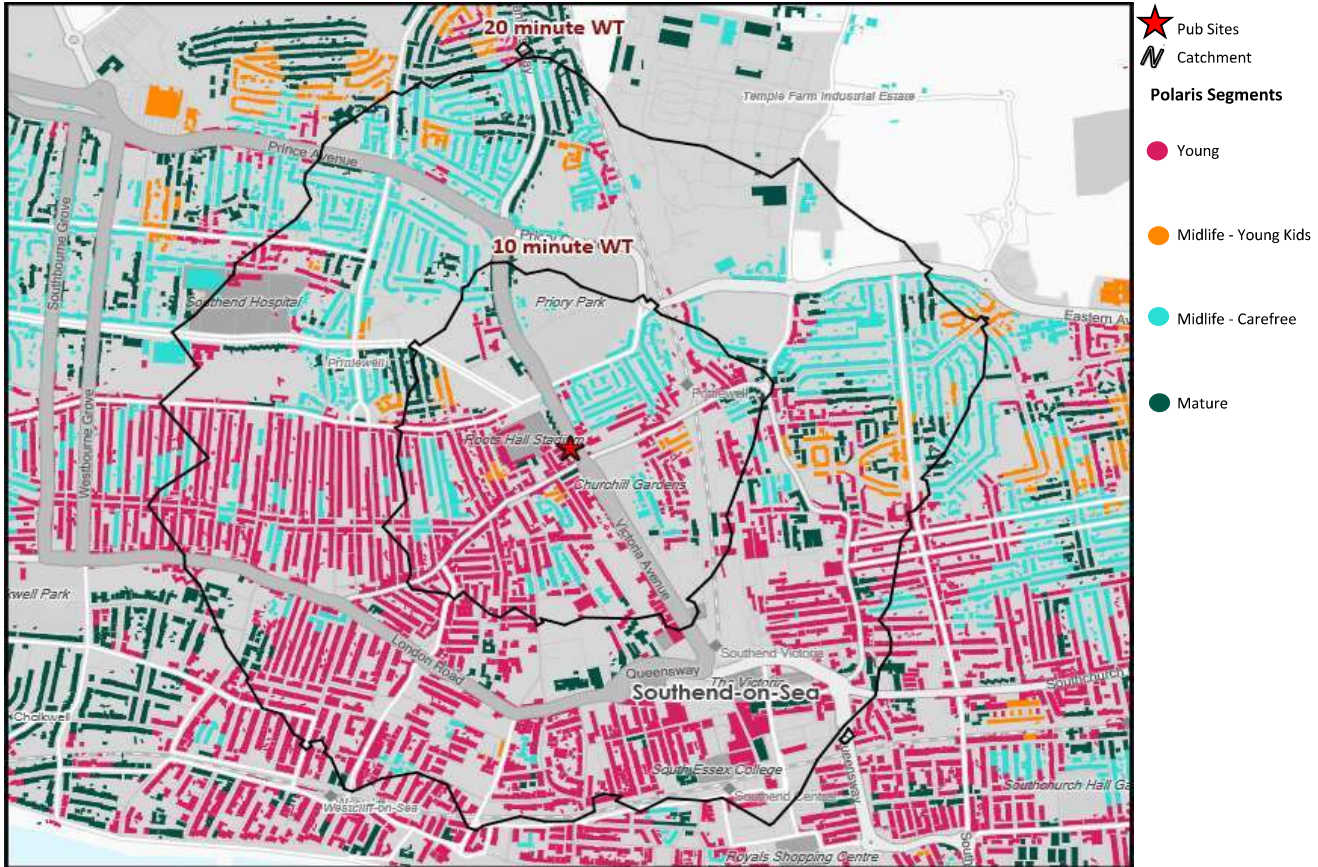 20 minute WT
Temple Farm Industrial Estate
Prince Avenue
10 minute WT
Southbourne Grove
Southend Hospital
Priory Park
Eastern Av
Prittlewell
Prittlewell
Westbourne Grove
Roots Hall Stadium
Churchill Gardens
Victoria Avenue
kwell Park
London Road
Southend Victoria
Queensway
The Victoria
Southend-on-Sea
Southchurch
Chalkwell
South Essex College
Queensway
Southend Centr
Southchurch Hall Ga
Westcliff-on-Sea
Royals Shopping Centre
South
Pub Sites
Catchment
Polaris Segments
Young
Midlife - Young Kids
Midlife - Carefree
Mature